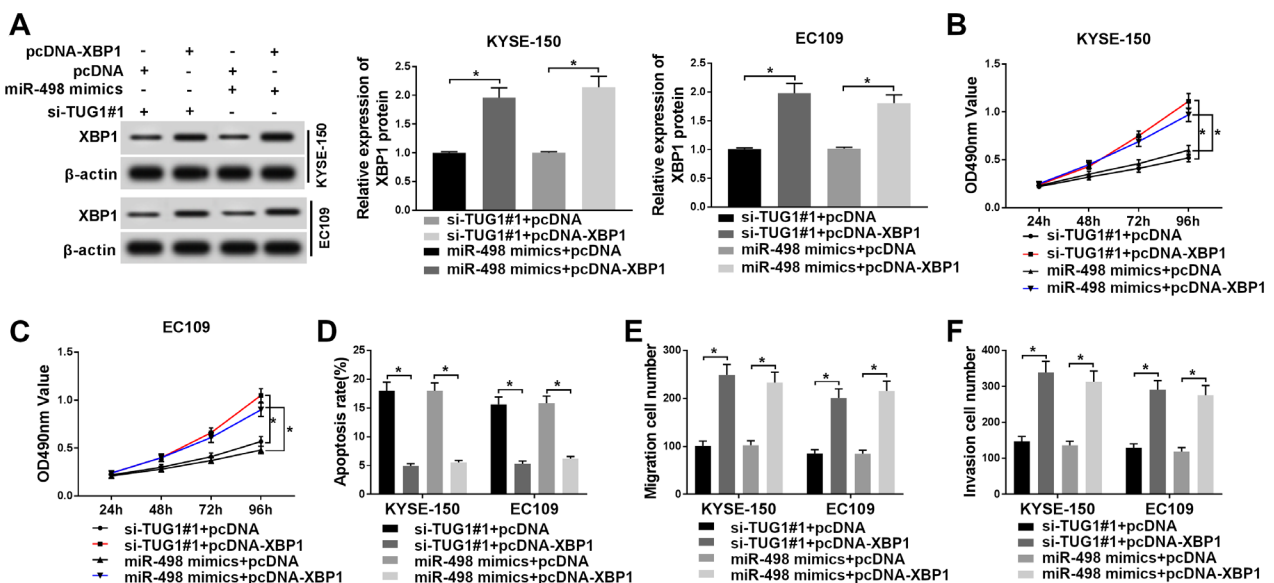 A
pcDNA-XBP1 - + - +
pcDNA + - + -
miR-498 mimics - - + +
si-TUG1#1 + + - -
XBP1
β-actin
KYSE-150
XBP1
β-actin
EC109
KYSE-150
Relative expression of
XBP1 protein
2.5
2.0
1.5
1.0
0.5
0.0
*
*
si-TUG1#1+pcDNA
si-TUG1#1+pcDNA-XBP1
miR-498 mimics+pcDNA
miR-498 mimics+pcDNA-XBP1
EC109
Relative expression of
XBP1 protein
2.5
2.0
1.5
1.0
0.5
0.0
*
*
si-TUG1#1+pcDNA
si-TUG1#1+pcDNA-XBP1
miR-498 mimics+pcDNA
miR-498 mimics+pcDNA-XBP1
B
KYSE-150
OD490nm Value
1.5
1.0
0.5
0.0
* *
24h 48h 72h 96h
si-TUG1#1+pcDNA
si-TUG1#1+pcDNA-XBP1
miR-498 mimics+pcDNA
miR-498 mimics+pcDNA-XBP1
C
EC109
OD490nm Value
1.5
1.0
0.5
0.0
* *
24h 48h 72h 96h
si-TUG1#1+pcDNA
si-TUG1#1+pcDNA-XBP1
miR-498 mimics+pcDNA
miR-498 mimics+pcDNA-XBP1
D
Apoptosis rate(%)
25
20
15
10
5
0
* * * *
KYSE-150 EC109
si-TUG1#1+pcDNA
si-TUG1#1+pcDNA-XBP1
miR-498 mimics+pcDNA
miR-498 mimics+pcDNA-XBP1
E
Migration cell number
300
200
100
0
* * * *
KYSE-150 EC109
si-TUG1#1+pcDNA
si-TUG1#1+pcDNA-XBP1
miR-498 mimics+pcDNA
miR-498 mimics+pcDNA-XBP1
F
Invasion cell number
400
300
200
100
0
* * * *
KYSE-150 EC109
si-TUG1#1+pcDNA
si-TUG1#1+pcDNA-XBP1
miR-498 mimics+pcDNA
miR-498 mimics+pcDNA-XBP1